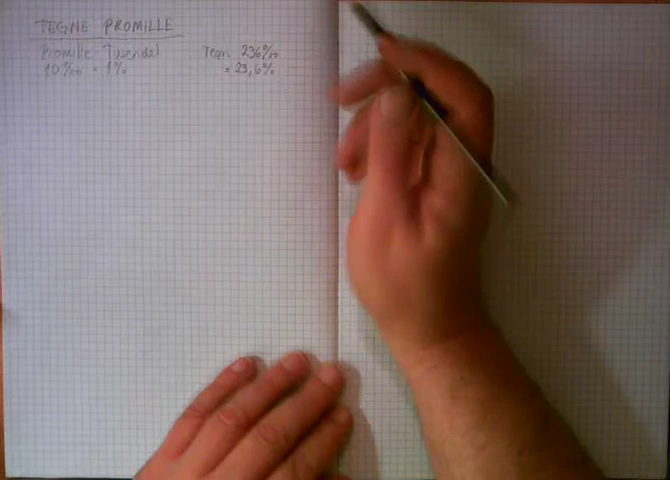 TEGNE PROMILLE
Promille - Tusendel
10‰ = 1%
Tegn 236‰
= 23,6%